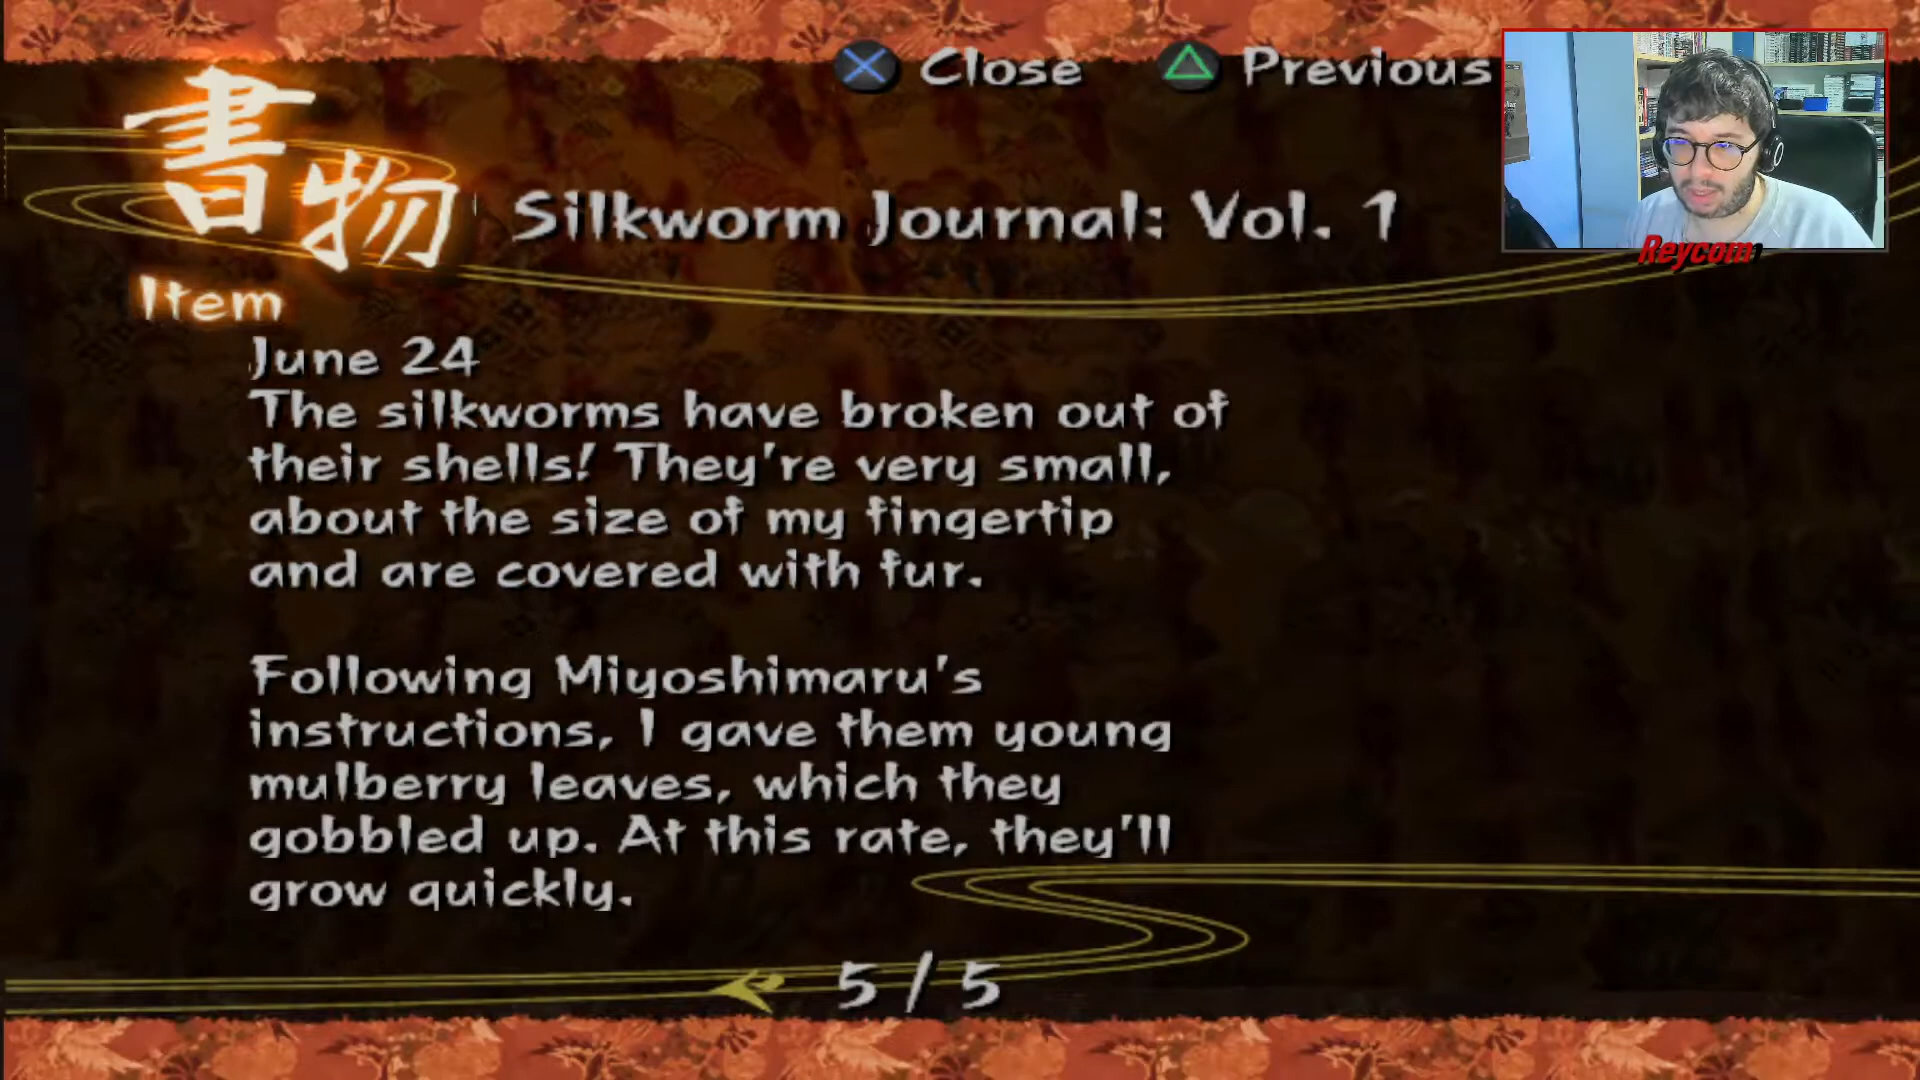 Close
Previous
書物
Silkworm Journal: Vol. 1
Reycom
Item
June 24
The silkworms have broken out of
their shells! They're very small,
about the size of my fingertip
and are covered with fur.
Following Miyoshimaru's
instructions, I gave them young
mulberry leaves, which they
gobbled up. At this rate, they'll
grow quickly.
5 / 5